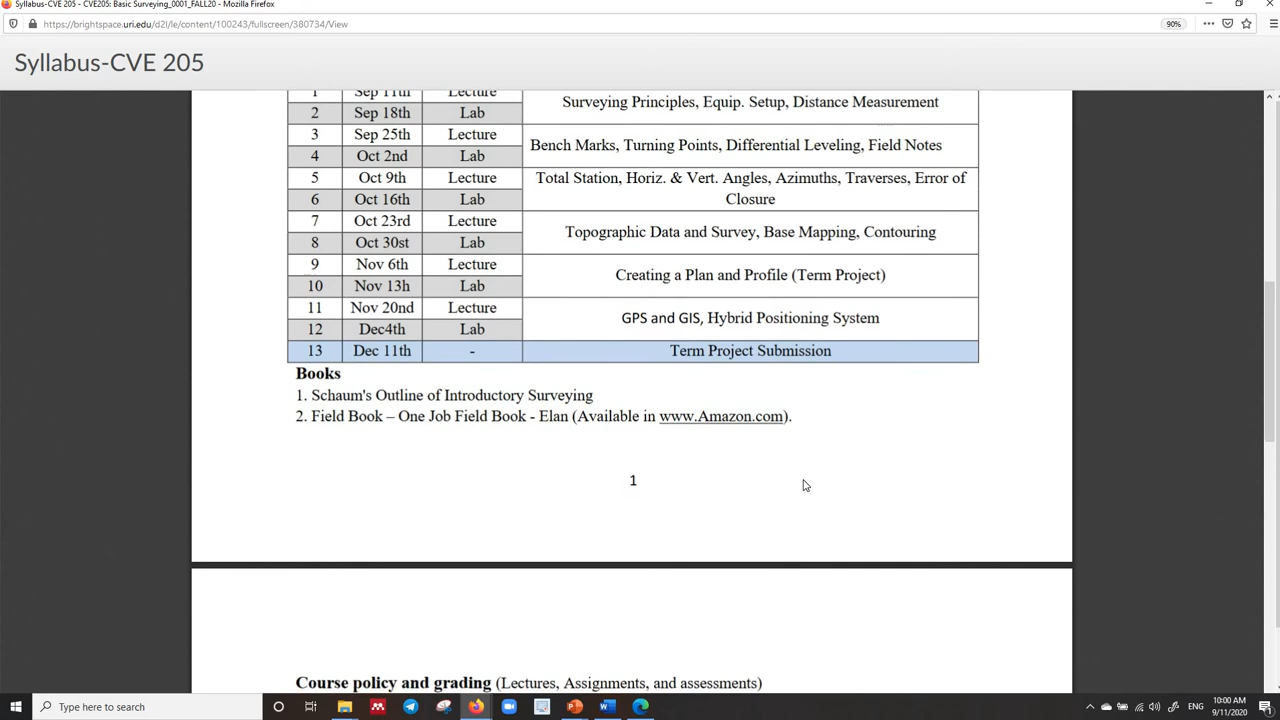 Syllabus-CVE 205 - CVE205: Basic Surveying_0001_FALL20 - Mozilla Firefox
https://brightspace.uri.edu/d2l/le/content/100243/fullscreen/380734/View
90%
Syllabus-CVE 205
1 Sep 11th Lecture
Surveying Principles, Equip. Setup, Distance Measurement
2 Sep 18th Lab
3 Sep 25th Lecture
Bench Marks, Turning Points, Differential Leveling, Field Notes
4 Oct 2nd Lab
5 Oct 9th Lecture
Total Station, Horiz. & Vert. Angles, Azimuths, Traverses, Error of
Closure
6 Oct 16th Lab
7 Oct 23rd Lecture
Topographic Data and Survey, Base Mapping, Contouring
8 Oct 30st Lab
9 Nov 6th Lecture
Creating a Plan and Profile (Term Project)
10 Nov 13h Lab
11 Nov 20nd Lecture
GPS and GIS, Hybrid Positioning System
12 Dec4th Lab
13 Dec 11th - Term Project Submission
Books
1. Schaum's Outline of Introductory Surveying
2. Field Book – One Job Field Book - Elan (Available in www.Amazon.com).
1
Course policy and grading (Lectures, Assignments, and assessments)
Type here to search
ENG
10:00 AM
9/11/2020